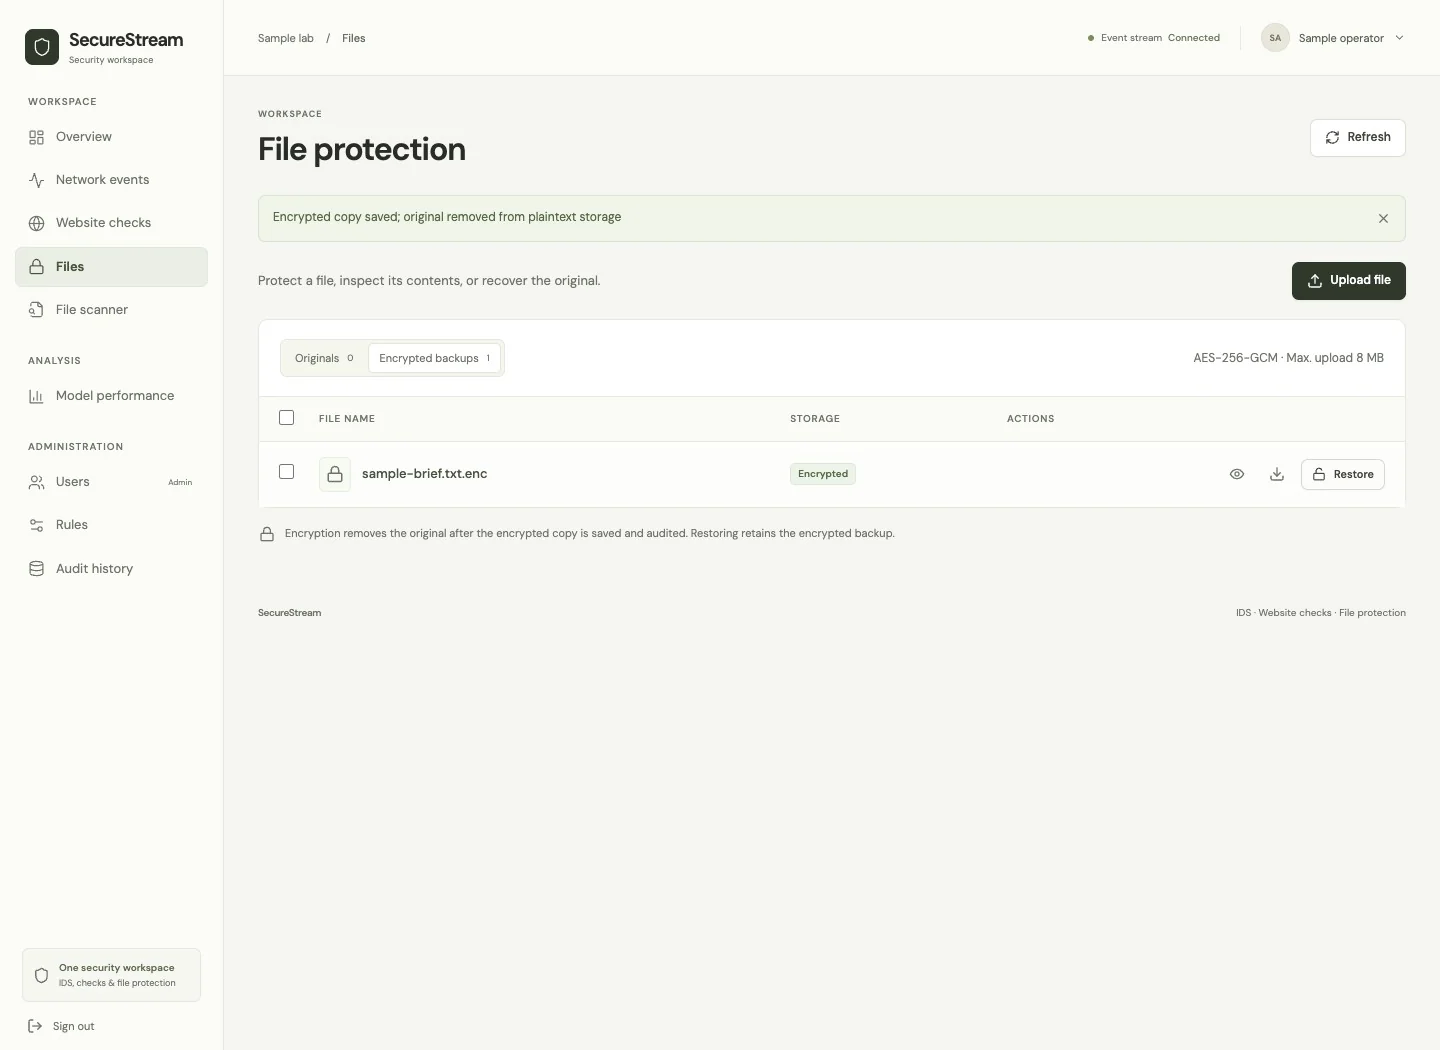 SecureStream
Security workspace
WORKSPACE
Overview
Network events
Website checks
Files
File scanner
ANALYSIS
Model performance
ADMINISTRATION
Users Admin
Rules
Audit history
One security workspace
IDS, checks & file protection
Sign out
Sample lab / Files
Event stream Connected
SA Sample operator
WORKSPACE
File protection
Refresh
Encrypted copy saved; original removed from plaintext storage
Protect a file, inspect its contents, or recover the original.
Upload file
Originals 0 Encrypted backups 1
AES-256-GCM · Max. upload 8 MB
FILE NAME STORAGE ACTIONS
sample-brief.txt.enc Encrypted Restore
Encryption removes the original after the encrypted copy is saved and audited. Restoring retains the encrypted backup.
SecureStream
IDS · Website checks · File protection